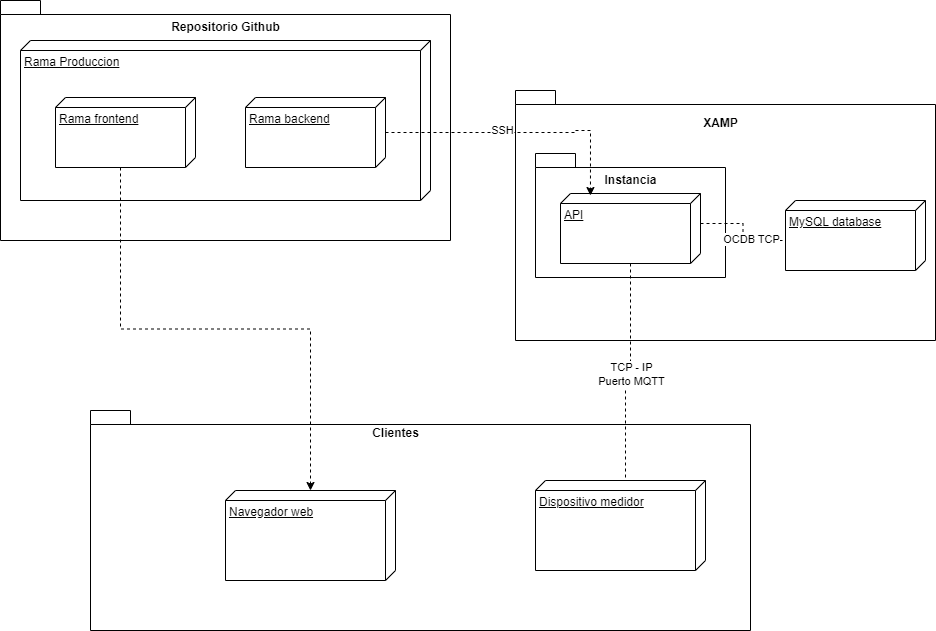 Repositorio Github
Rama Produccion
Rama frontend
Rama backend
SSH
XAMP
Instancia
API
OCDB TCP-
MySQL database
TCP - IP
Puerto MQTT
Clientes
Navegador web
Dispositivo medidor